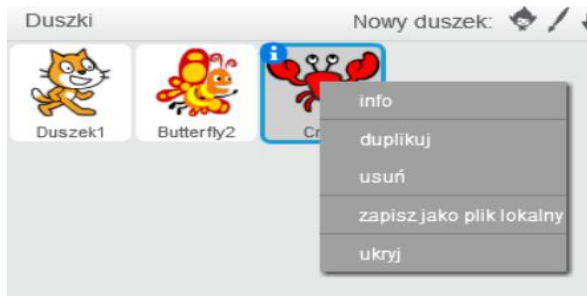 Duszki Nowy duszek:
Duszek1 Butterfly2
info
duplikuj
usuń
zapisz jako plik lokalny
ukryj